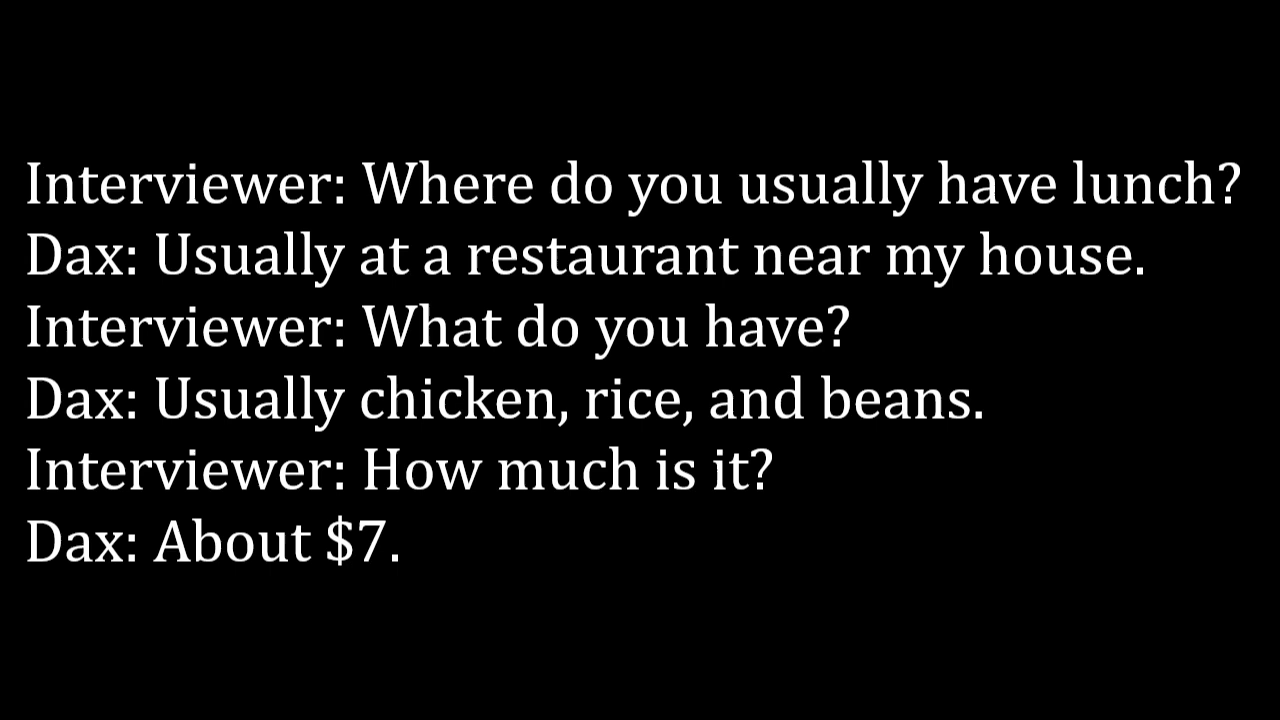 Interviewer: Where do you usually have lunch?
Dax: Usually at a restaurant near my house.
Interviewer: What do you have?
Dax: Usually chicken, rice, and beans.
Interviewer: How much is it?
Dax: About $7.